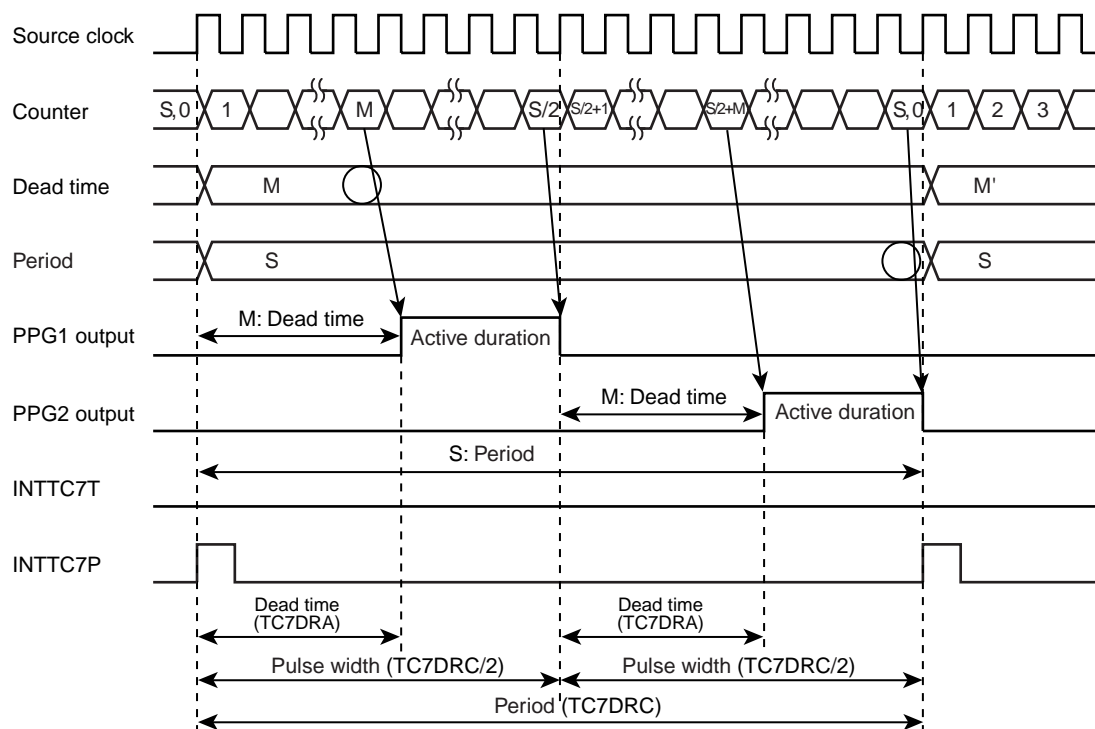 Source clock
Counter S,0 1 M S/2 S/2+1 S/2+M S,0 1 2 3
Dead time M M'
Period S S
M: Dead time
PPG1 output Active duration
M: Dead time
PPG2 output Active duration
S: Period
INTTC7T
INTTC7P
Dead time Dead time
(TC7DRA) (TC7DRA)
Pulse width (TC7DRC/2) Pulse width (TC7DRC/2)
Period (TC7DRC)